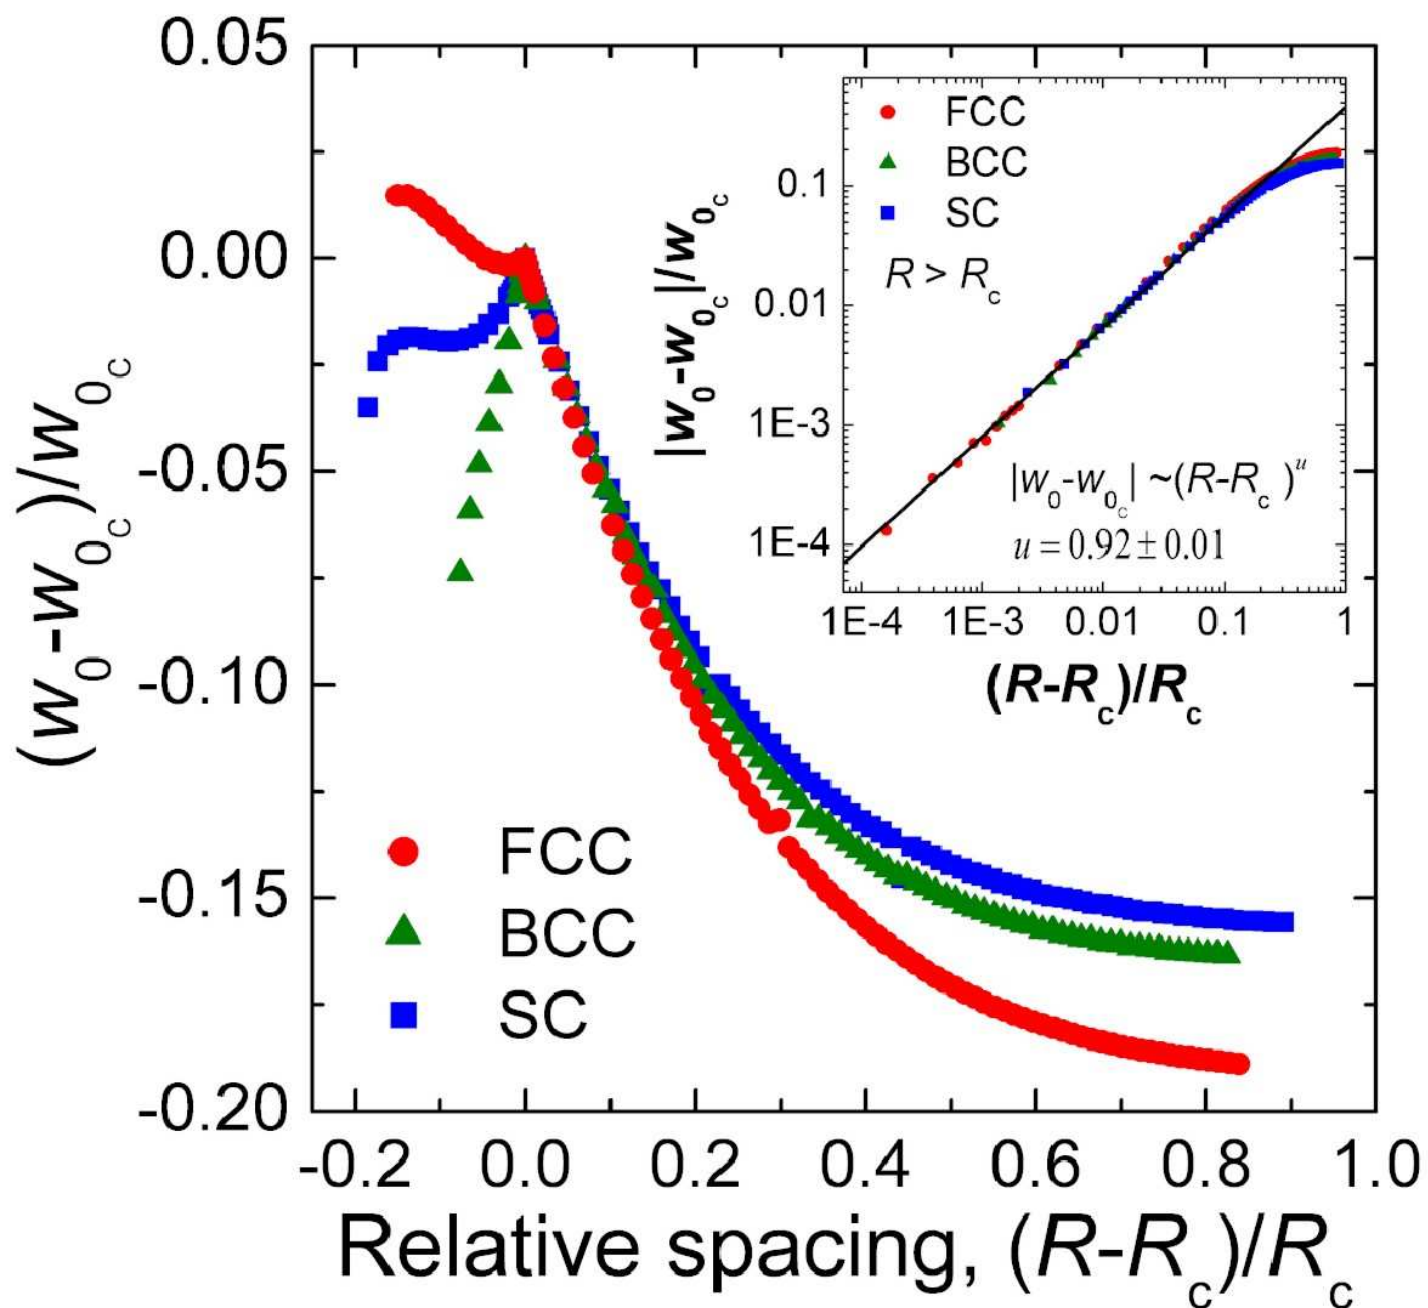 0.05
0.00
-0.05
-0.10
-0.15
-0.20
(w0-w0c)/w0c
-0.2 0.0 0.2 0.4 0.6 0.8 1.0
Relative spacing, (R-Rc)/Rc
FCC
BCC
SC
FCC
BCC
SC
R > Rc
|w0-w0c|/w0c
0.1
0.01
1E-3
1E-4
|w0-w0c| ~(R-Rc)^u
u = 0.92 ± 0.01
1E-4 1E-3 0.01 0.1 1
(R-Rc)/Rc